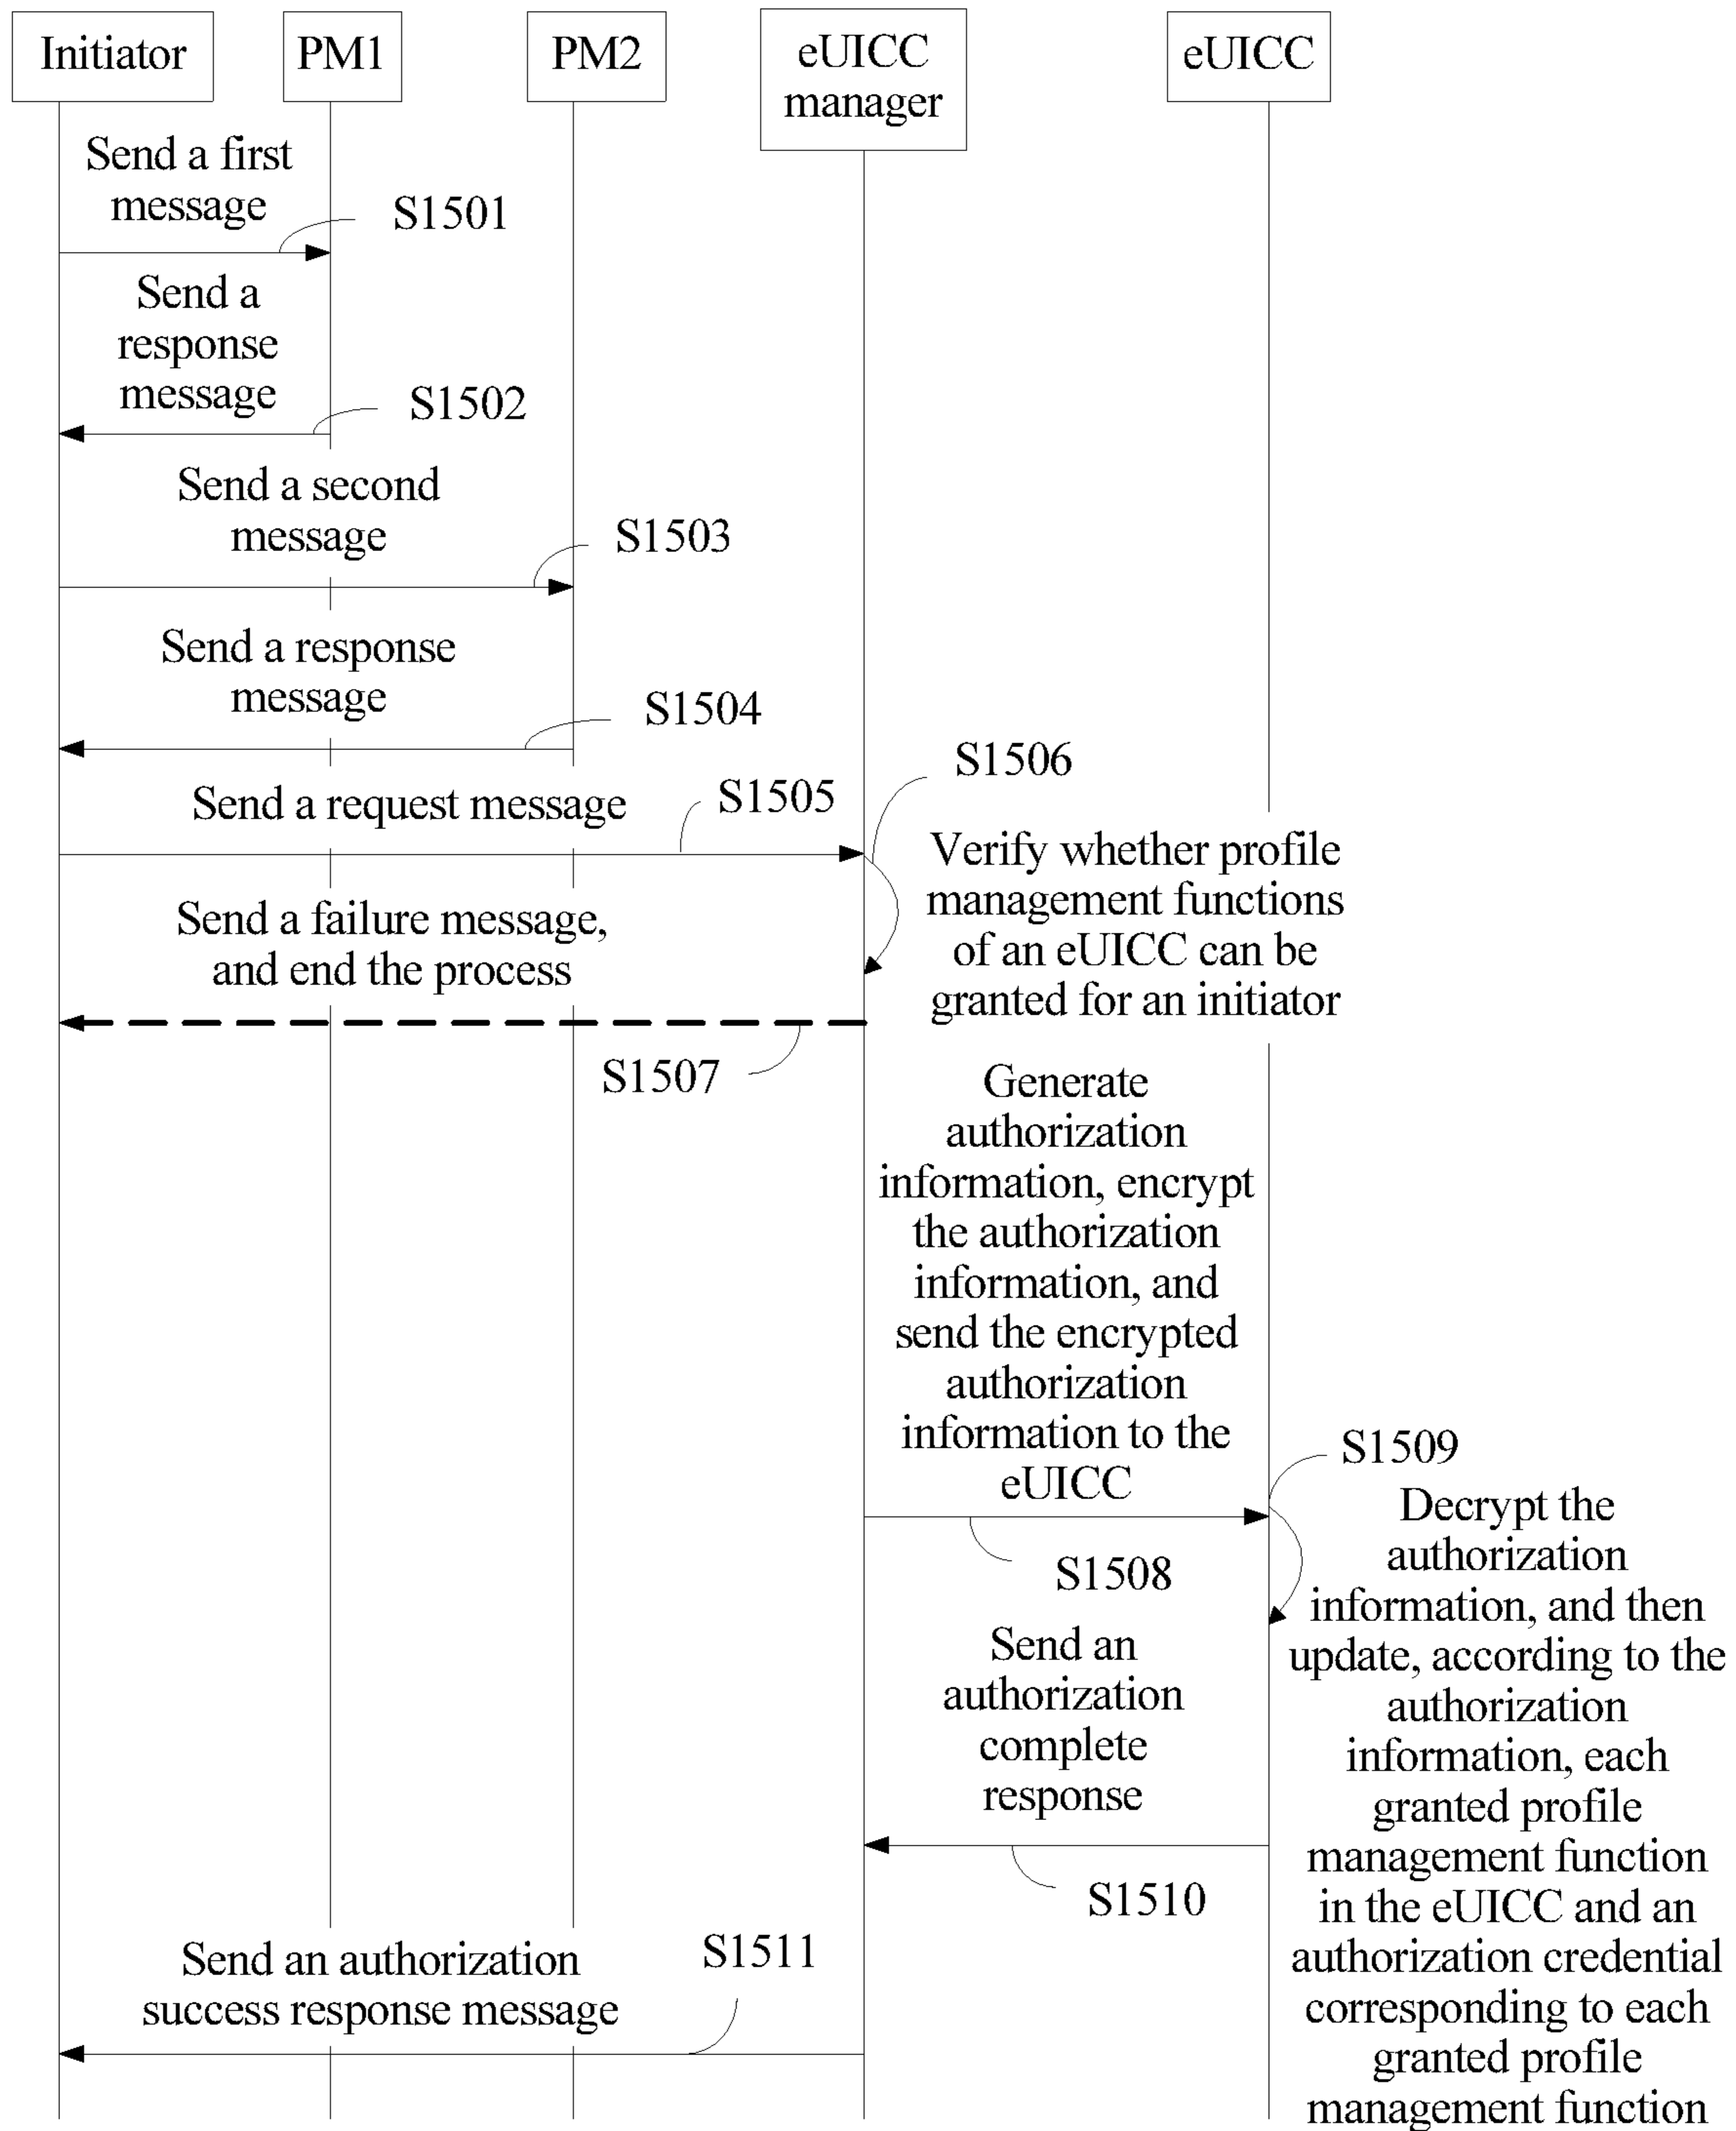 Initiator
PM1
PM2
eUICC
manager
eUICC
Send a first
message
S1501
Send a
response
message
S1502
Send a second
message
S1503
Send a response
message
S1504
Send a request message
S1505
S1506
Verify whether profile
management functions
of an eUICC can be
granted for an initiator
Send a failure message,
and end the process
S1507
Generate
authorization
information, encrypt
the authorization
information, and
send the encrypted
authorization
information to the
eUICC
S1508
S1509
Decrypt the
authorization
information, and then
update, according to the
authorization
information, each
granted profile
management function
in the eUICC and an
authorization credential
corresponding to each
granted profile
management function
Send an
authorization
complete
response
S1510
Send an authorization
success response message
S1511